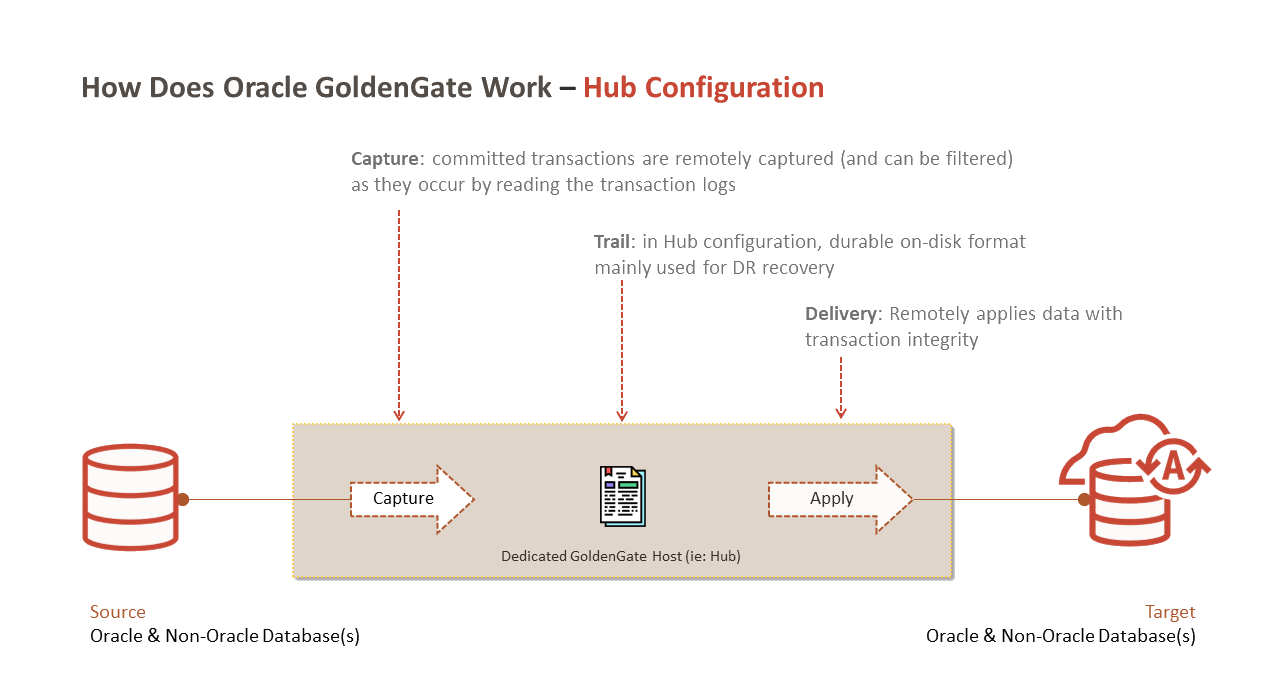 How Does Oracle GoldenGate Work – Hub Configuration
Capture: committed transactions are remotely captured (and can be filtered)
as they occur by reading the transaction logs
Trail: in Hub configuration, durable on-disk format
mainly used for DR recovery
Delivery: Remotely applies data with
transaction integrity
Capture
Apply
A
Dedicated GoldenGate Host (ie: Hub)
Source
Oracle & Non-Oracle Database(s)
Target
Oracle & Non-Oracle Database(s)